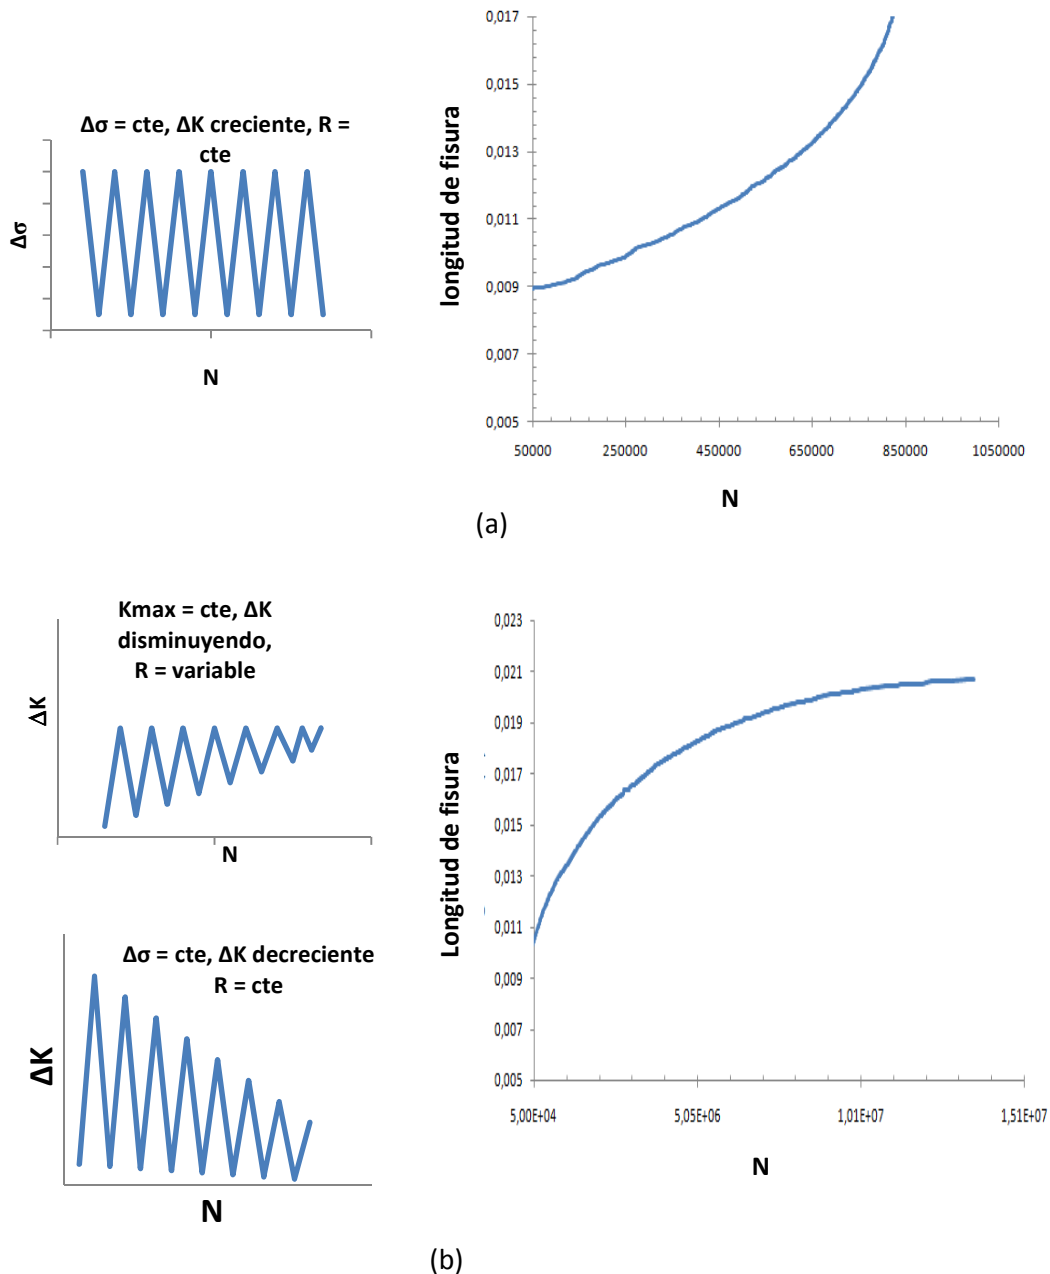 Δσ = cte, ΔK creciente, R =
cte
Δσ
N
longitud de fisura
0,017
0,015
0,013
0,011
0,009
0,007
0,005
50000
250000
450000
650000
850000
1050000
N
(a)
Kmax = cte, ΔK
disminuyendo,
R = variable
ΔK
N
Δσ = cte, ΔK decreciente
R = cte
ΔK
N
Longitud de fisura
0,023
0,021
0,019
0,017
0,015
0,013
0,011
0,009
0,007
0,005
5,00E+04
5,05E+06
1,01E+07
1,51E+07
N
(b)